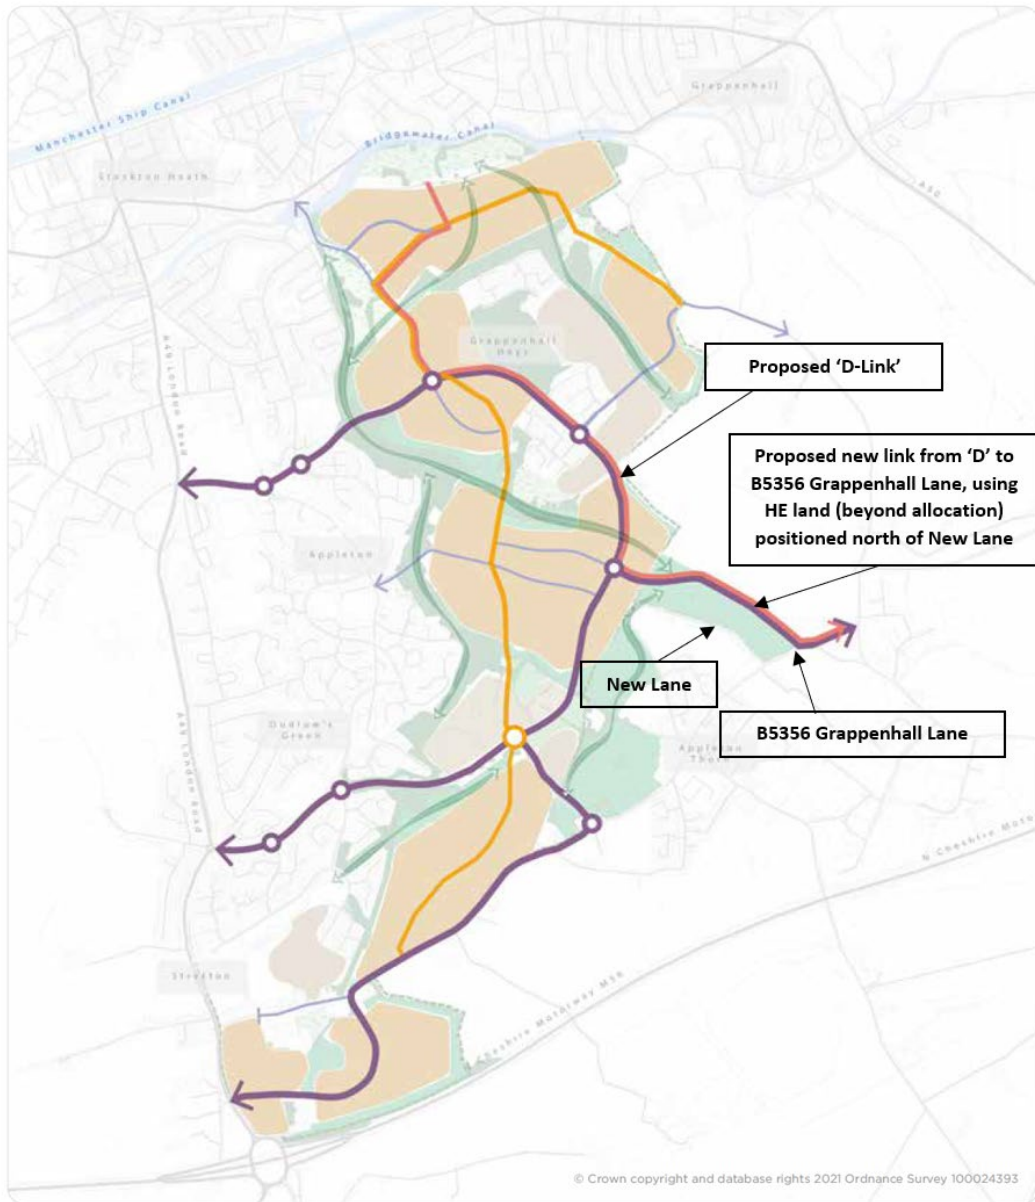 Grappenhall
Manchester Ship Canal
Bridgewater Canal
Stockton Heath
A50
Grappenhall
Heys
Proposed ‘D-Link’
A49 London Road
Proposed new link from ‘D’ to
B5356 Grappenhall Lane, using
HE land (beyond allocation)
positioned north of New Lane
Appleton
New Lane
B5356 Grappenhall Lane
Dudlow's
Green
Appleton
Thorn
A49 London Road
N Cheshire Motorway M56
Stretton
Cheshire Motorway M56
© Crown copyright and database rights 2021 Ordnance Survey 100024393